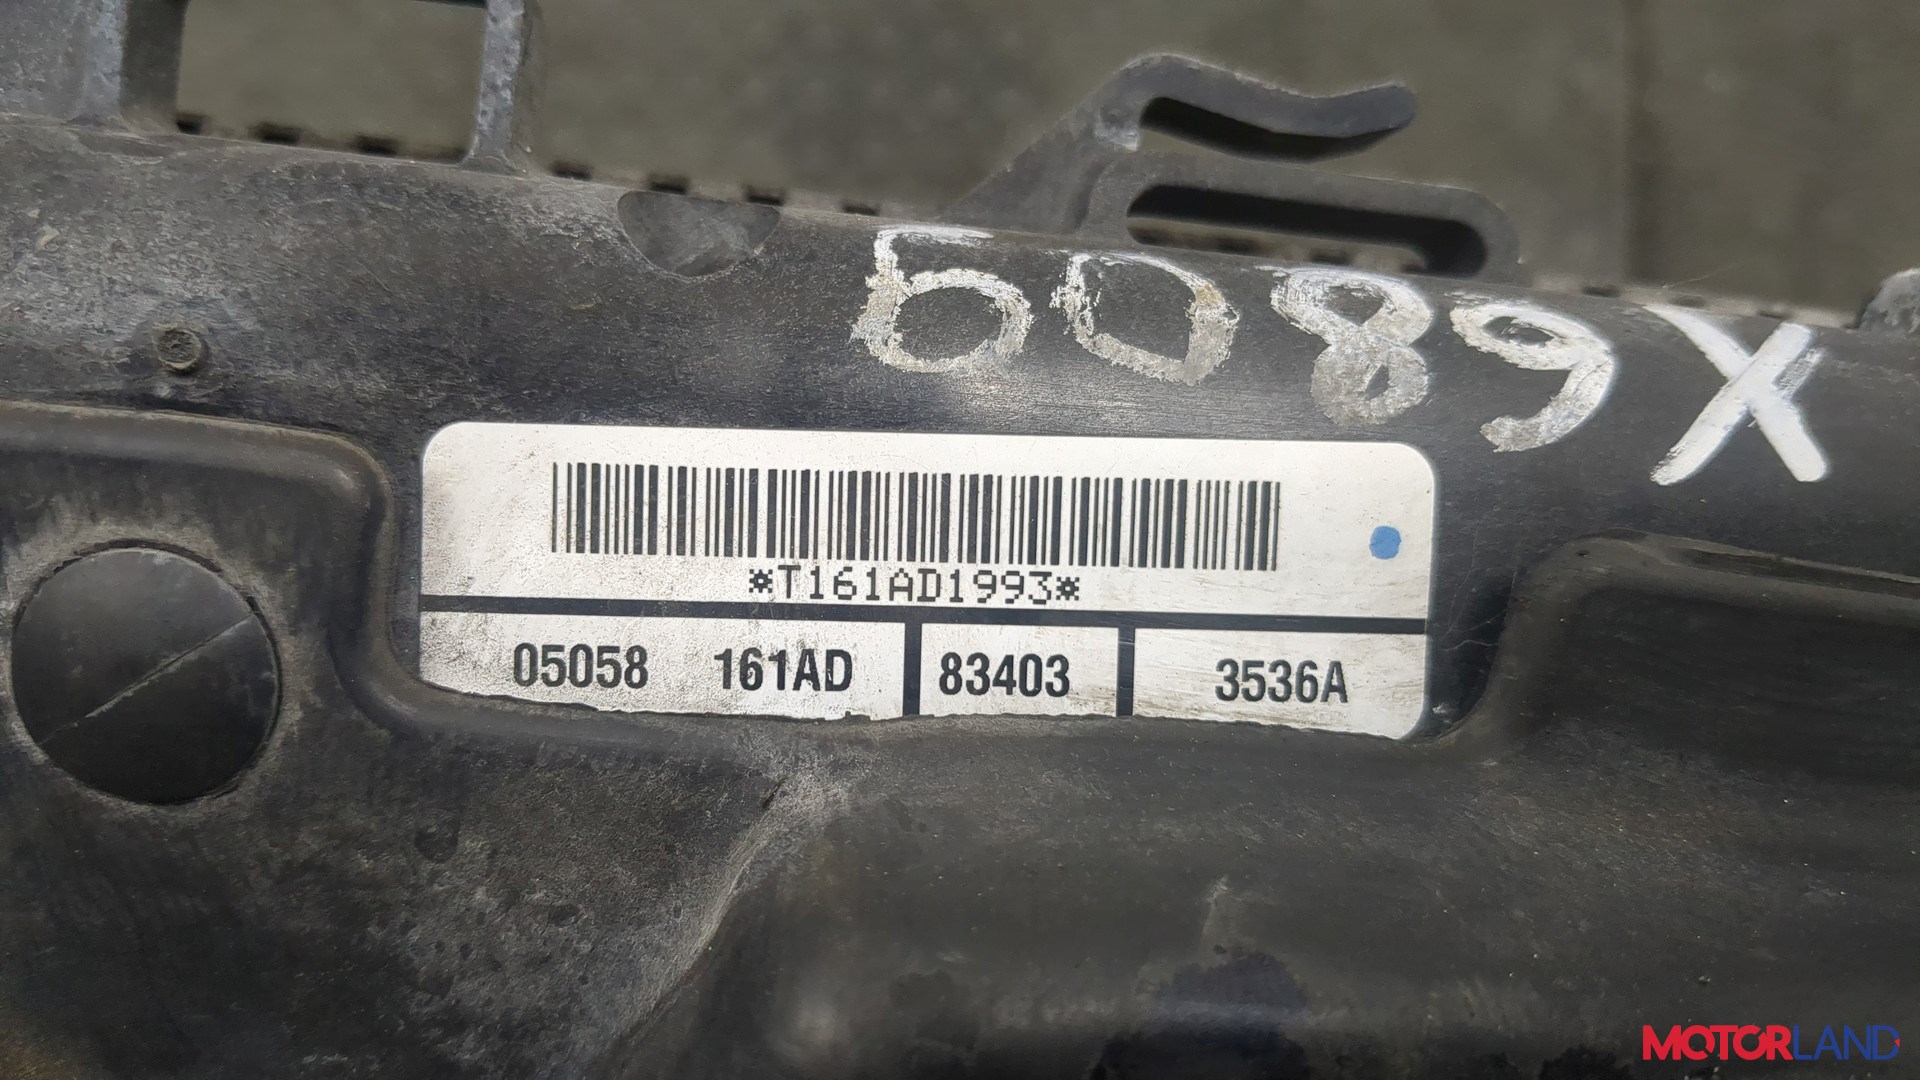 6089X
*T161AD1993*
05058 161AD 83403 3536A
MOTORLAND